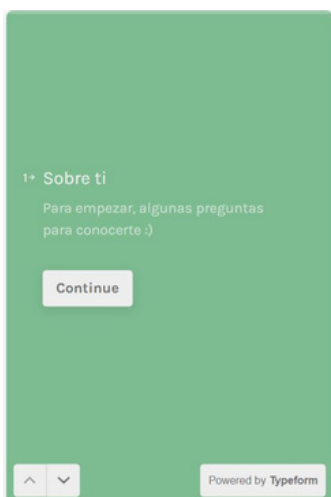 1→ Sobre ti
Para empezar, algunas preguntas
para conocerte :)
Continue
Powered by Typeform